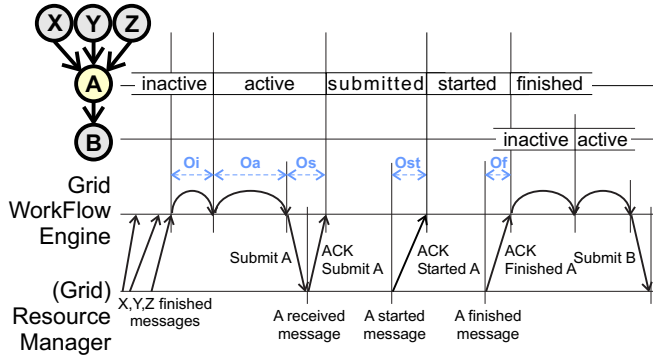 X Y Z
A
inactive active submitted started finished
B
inactive active
Oi Oa Os Ost Of
Grid
WorkFlow
Engine
Submit A
ACK
Submit A
ACK
Started A
ACK
Finished A
Submit B
(Grid)
Resource
Manager
X,Y,Z finished
messages
A received
message
A started
message
A finished
message